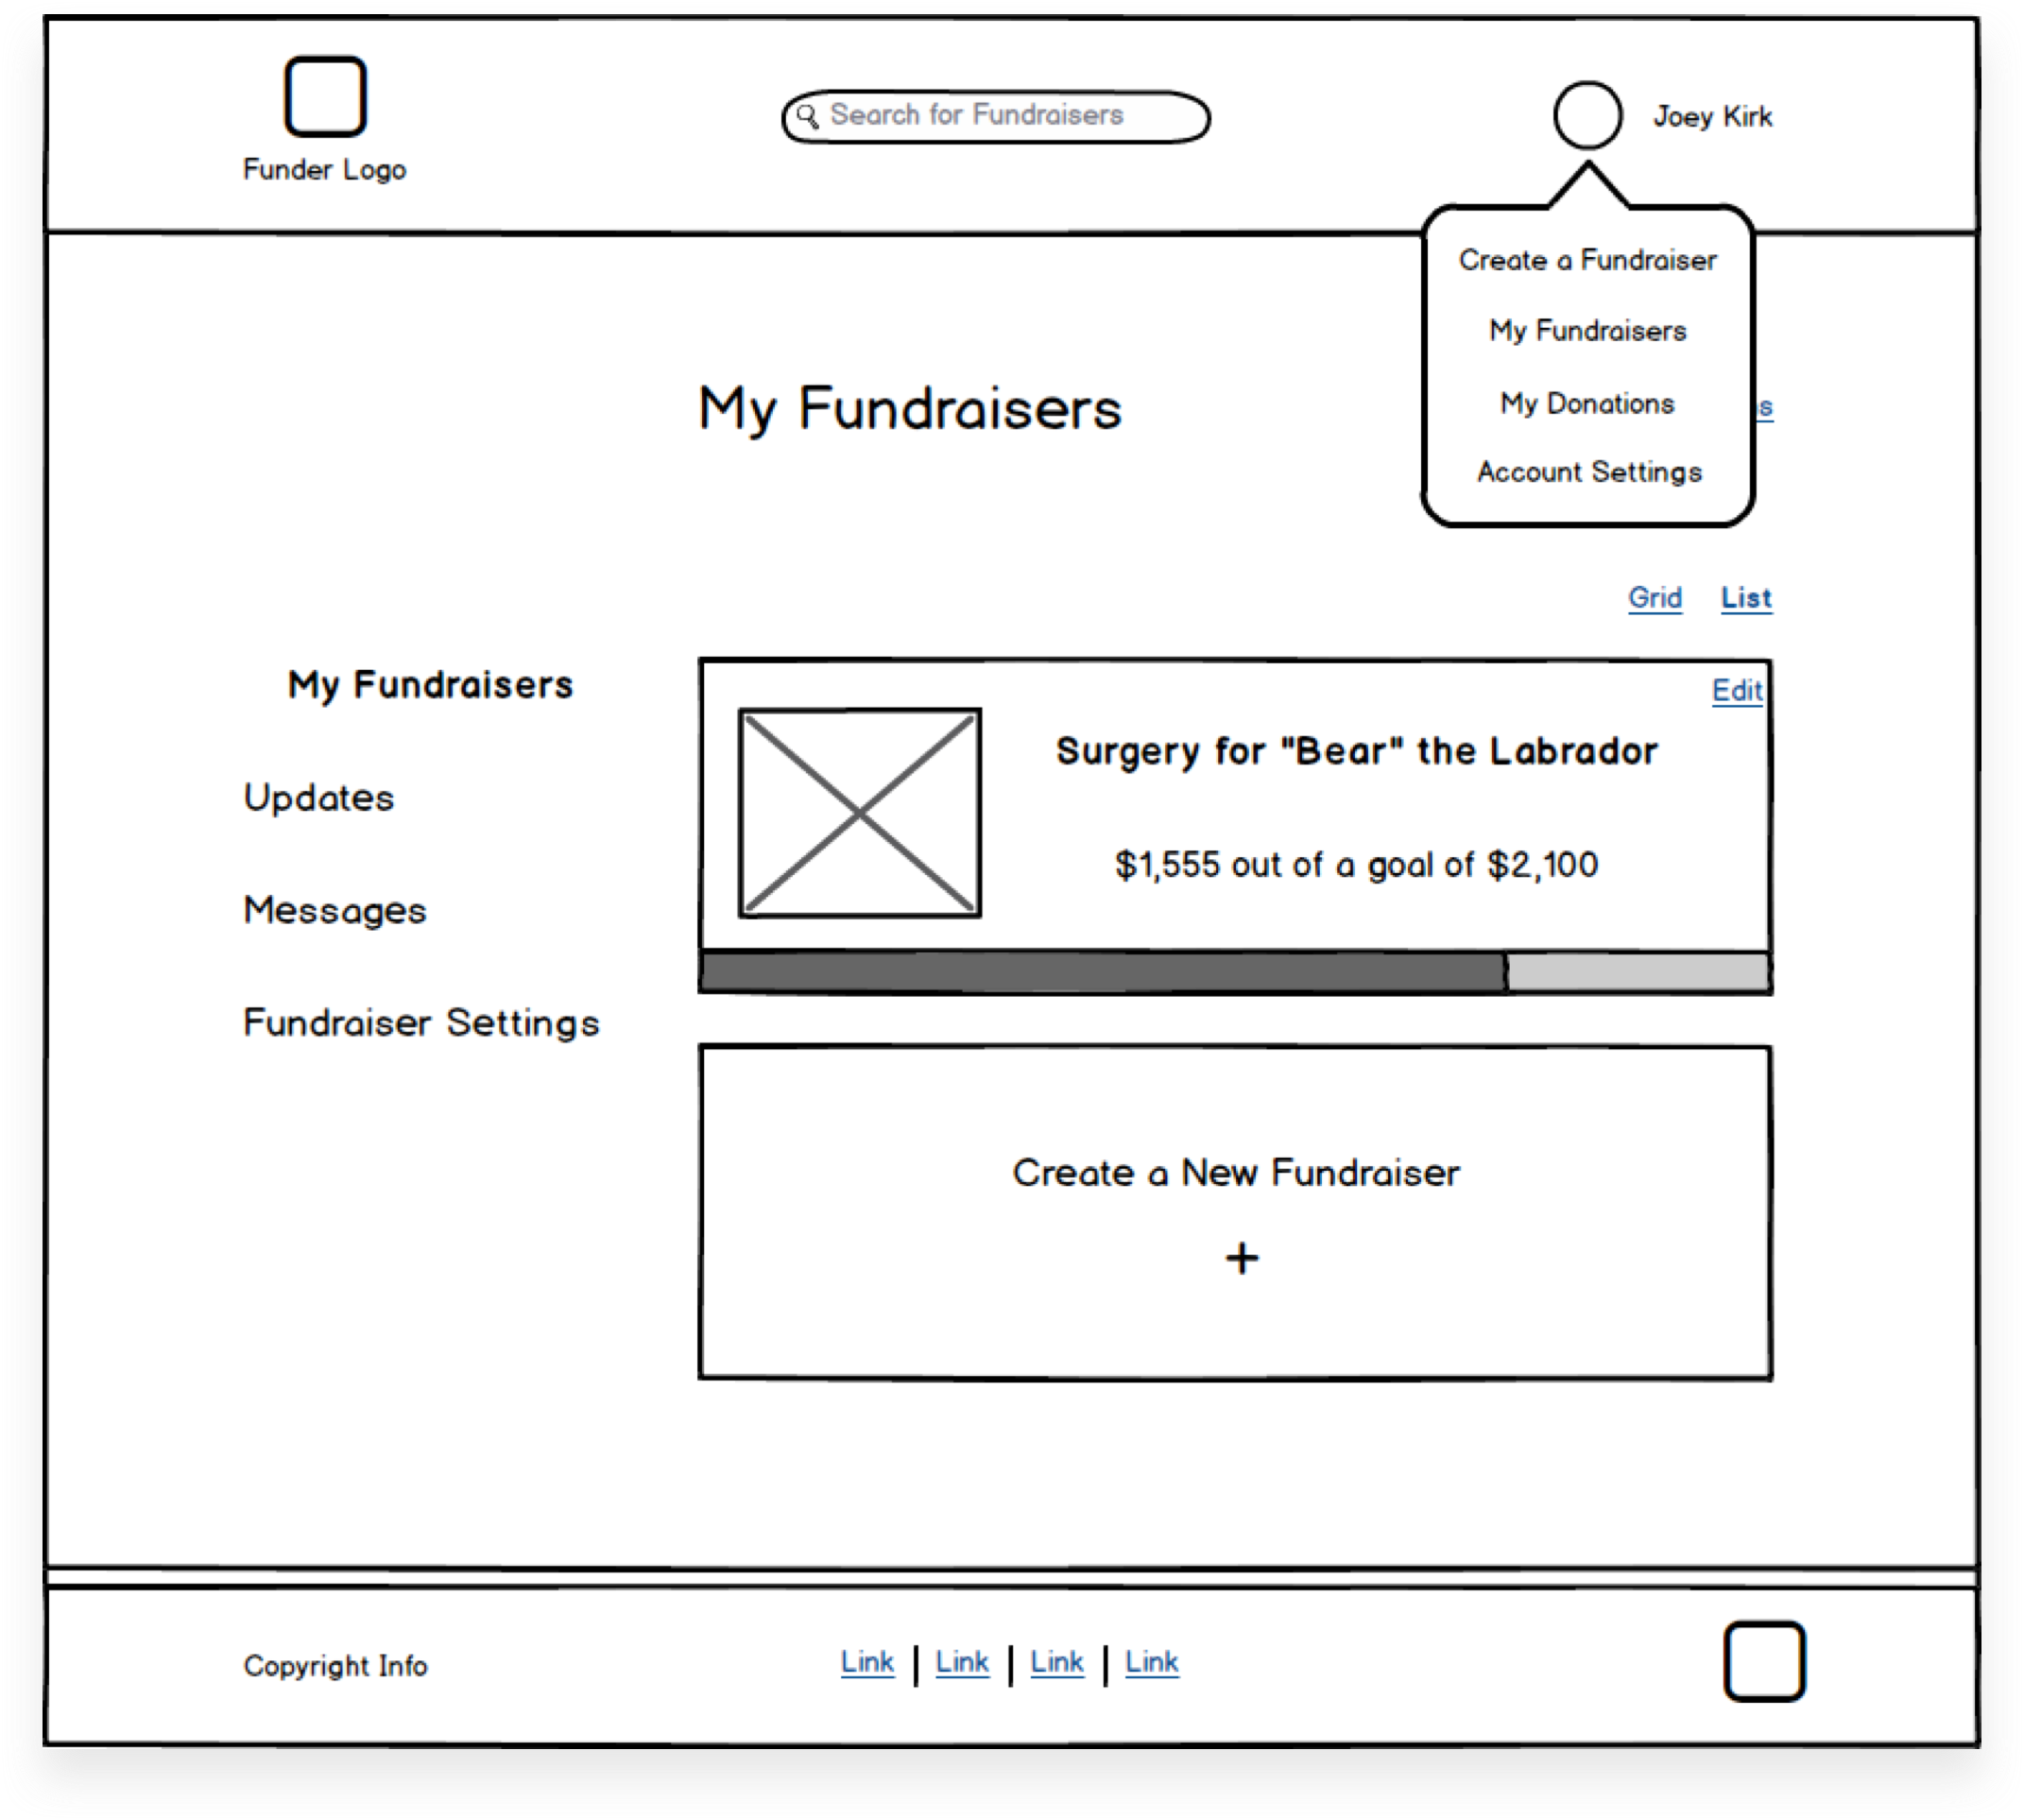 Search for Fundraisers
Joey Kirk
Funder Logo
Create a Fundraiser
My Fundraisers
My Donations
Account Settings
My Fundraisers
Grid List
My Fundraisers
Updates
Messages
Fundraiser Settings
Edit
Surgery for "Bear" the Labrador
$1,555 out of a goal of $2,100
Create a New Fundraiser
+
Copyright Info
Link | Link | Link | Link